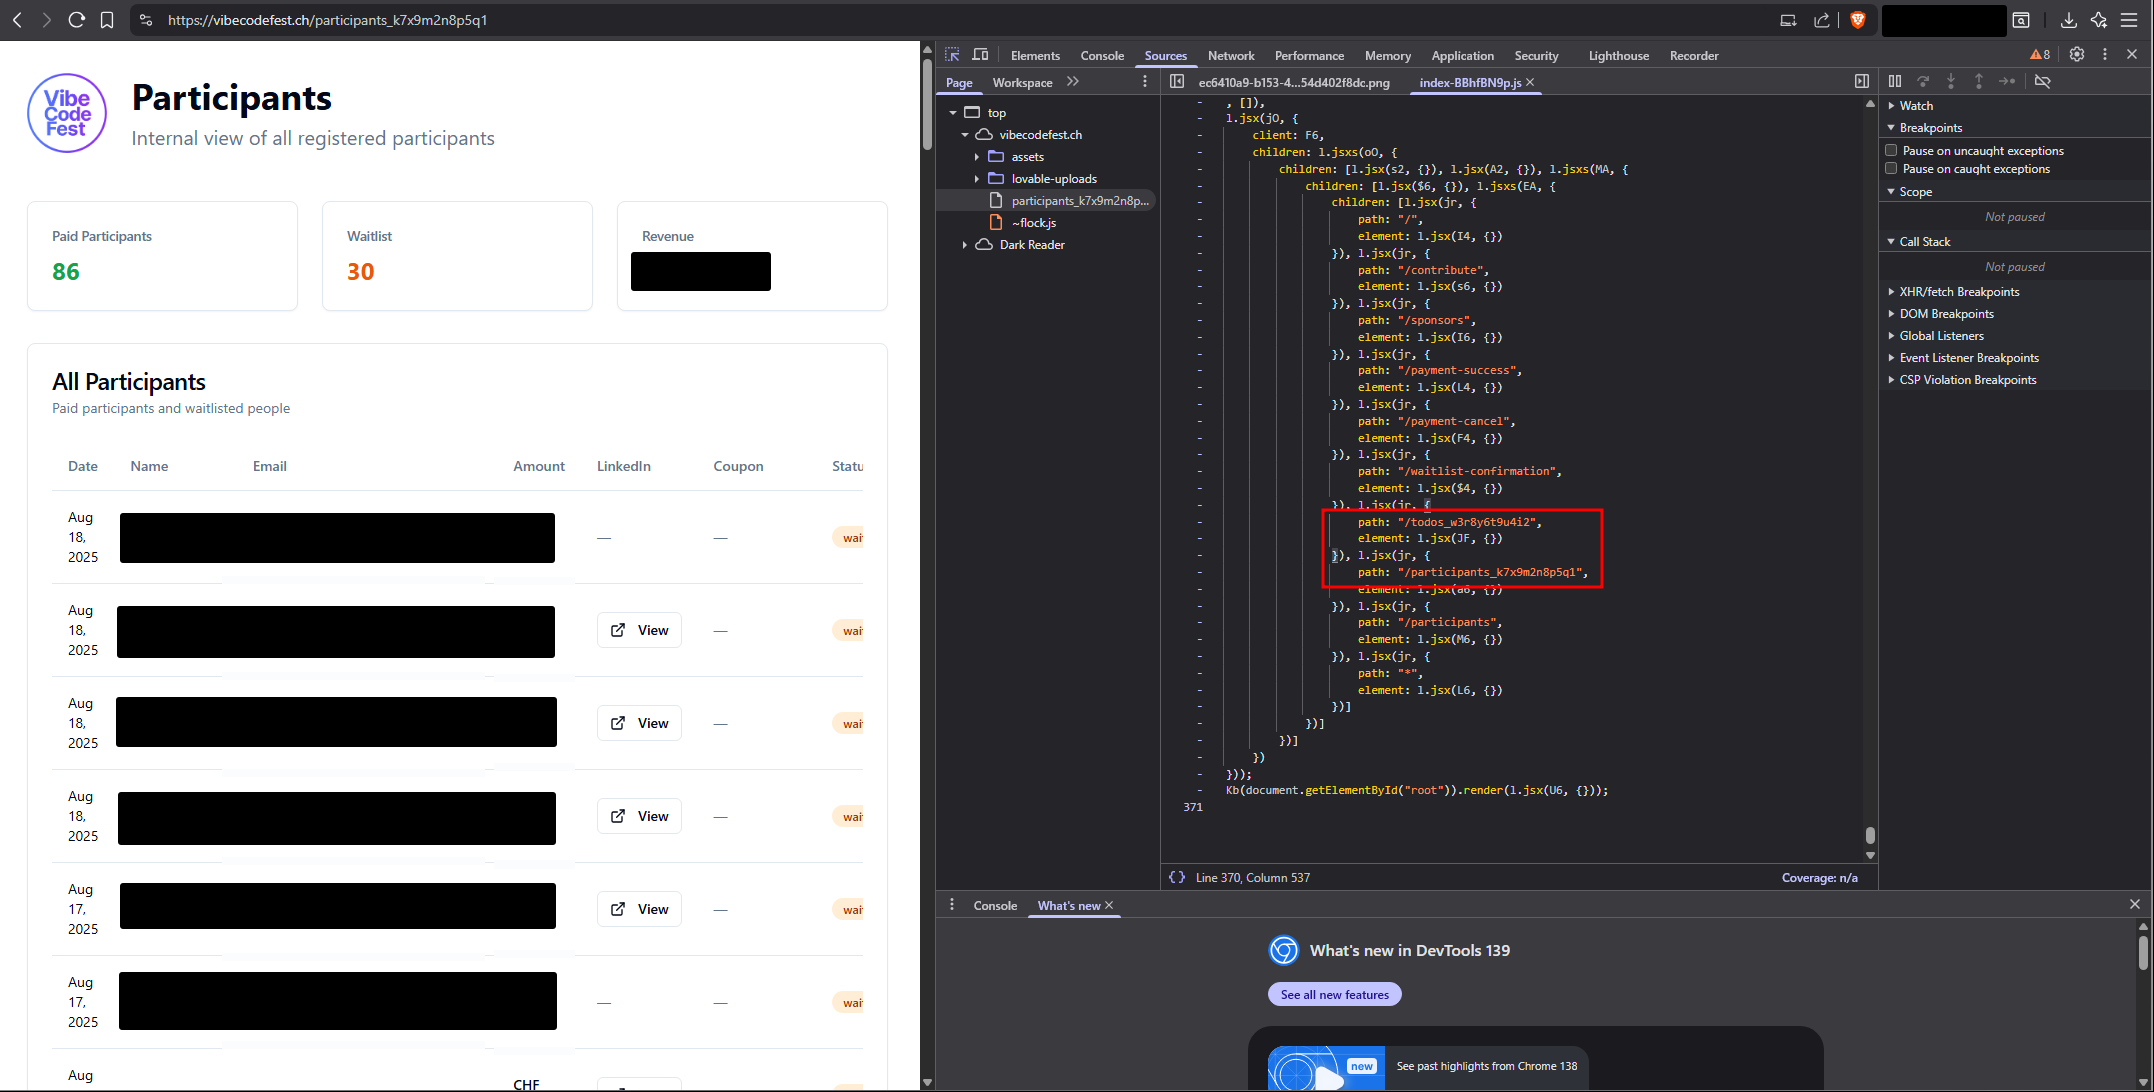 https://vibecodefest.ch/participants_k7x9m2n8p5q1
Vibe
Code
Fest
Participants
Internal view of all registered participants
Paid Participants
86
Waitlist
30
Revenue
All Participants
Paid participants and waitlisted people
Date Name Email Amount LinkedIn Coupon Statu
Aug
18,
2025
— — wai
Aug
18,
2025
View — wai
Aug
18,
2025
View — wai
Aug
18,
2025
View — wai
Aug
17,
2025
View — wai
Aug
17,
2025
— — wai
Aug
CHF
Elements Console Sources Network Performance Memory Application Security Lighthouse Recorder
8
Page Workspace
top
vibecodefest.ch
assets
lovable-uploads
participants_k7x9m2n8p...
~flock.js
Dark Reader
ec6410a9-b153-4...54d402f8dc.png index-BBhfBN9p.js
- , []),
- l.jsx(jO, {
- client: F6,
- children: l.jsxs(oO, {
- children: [l.jsx(s2, {}), l.jsx(A2, {}), l.jsxs(MA, {
- children: [l.jsx($6, {}), l.jsxs(EA, {
- children: [l.jsx(jr, {
- path: "/",
- element: l.jsx(I4, {})
- }), l.jsx(jr, {
- path: "/contribute",
- element: l.jsx(s6, {})
- }), l.jsx(jr, {
- path: "/sponsors",
- element: l.jsx(I6, {})
- }), l.jsx(jr, {
- path: "/payment-success",
- element: l.jsx(L4, {})
- }), l.jsx(jr, {
- path: "/payment-cancel",
- element: l.jsx(F4, {})
- }), l.jsx(jr, {
- path: "/waitlist-confirmation",
- element: l.jsx($4, {})
- }), l.jsx(jr, {
- path: "/todos_w3r8y6t9u4i2",
- element: l.jsx(JF, {})
- }), l.jsx(jr, {
- path: "/participants_k7x9m2n8p5q1",
- element: l.jsx(a6, {})
- }), l.jsx(jr, {
- path: "/participants",
- element: l.jsx(M6, {})
- }), l.jsx(jr, {
- path: "*",
- element: l.jsx(L6, {})
- })]
- })]
- })]
- })
- }));
- Kb(document.getElementById("root")).render(l.jsx(U6, {}));
371
{} Line 370, Column 537
Coverage: n/a
Watch
Breakpoints
Pause on uncaught exceptions
Pause on caught exceptions
Scope
Not paused
Call Stack
Not paused
XHR/fetch Breakpoints
DOM Breakpoints
Global Listeners
Event Listener Breakpoints
CSP Violation Breakpoints
Console What's new
What's new in DevTools 139
See all new features
new
See past highlights from Chrome 138